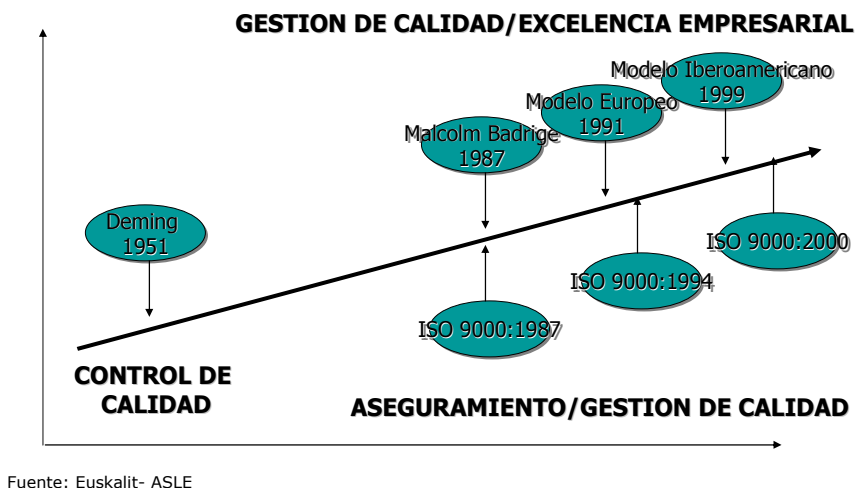 GESTION DE CALIDAD/EXCELENCIA EMPRESARIAL
Modelo Iberoamericano
1999
Modelo Europeo
1991
Malcolm Badrige
1987
Deming
1951
ISO 9000:2000
ISO 9000:1994
ISO 9000:1987
CONTROL DE
CALIDAD
ASEGURAMIENTO/GESTION DE CALIDAD
Fuente: Euskalit- ASLE